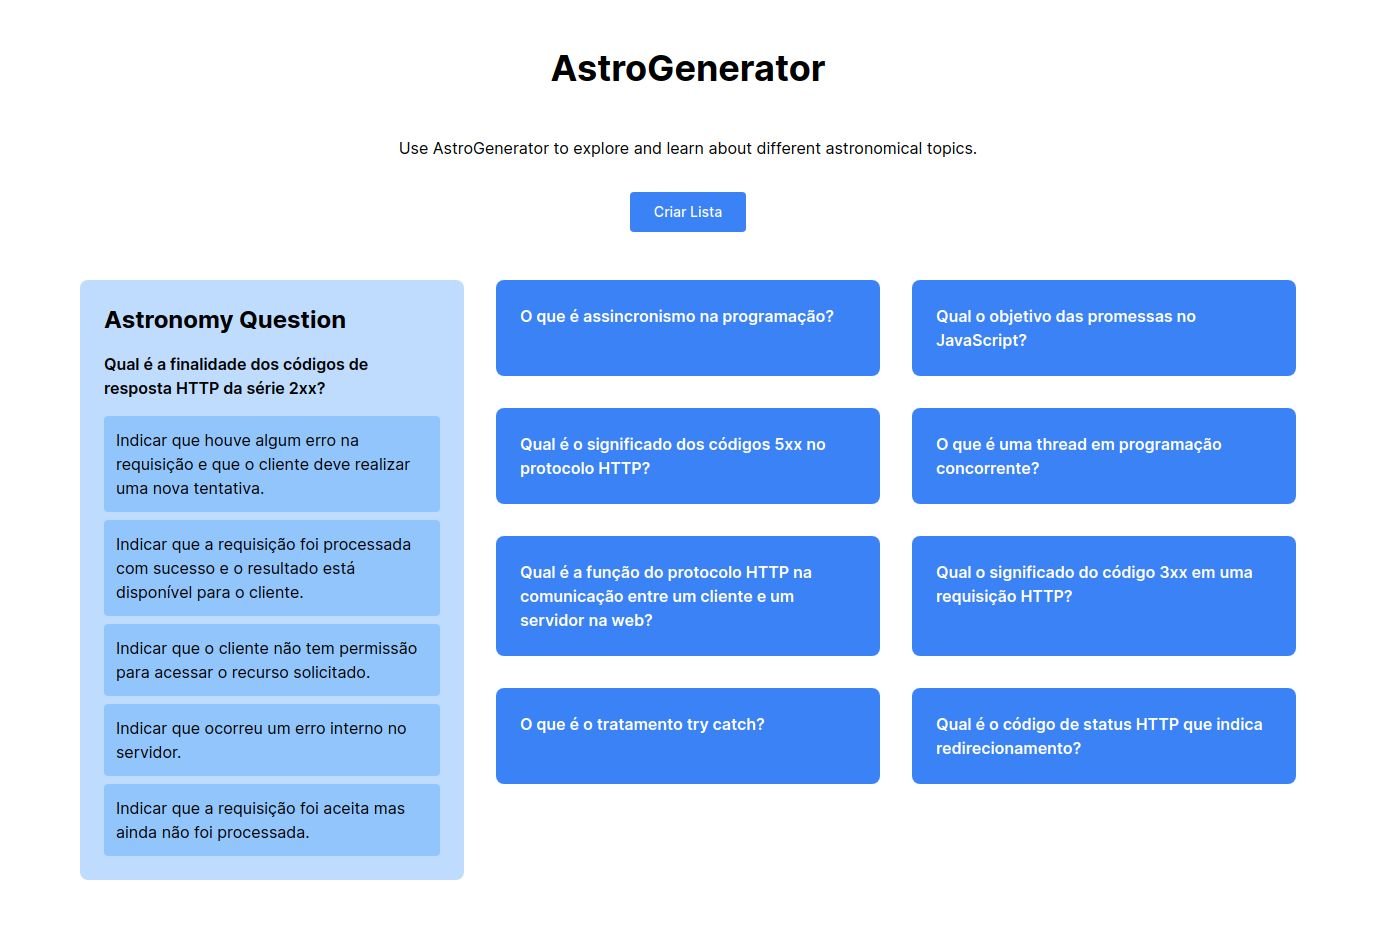 AstroGenerator
Use AstroGenerator to explore and learn about different astronomical topics.
Criar Lista
Astronomy Question
Qual é a finalidade dos códigos de
resposta HTTP da série 2xx?
Indicar que houve algum erro na
requisição e que o cliente deve realizar
uma nova tentativa.
Indicar que a requisição foi processada
com sucesso e o resultado está
disponível para o cliente.
Indicar que o cliente não tem permissão
para acessar o recurso solicitado.
Indicar que ocorreu um erro interno no
servidor.
Indicar que a requisição foi aceita mas
ainda não foi processada.
O que é assincronismo na programação?
Qual o objetivo das promessas no
JavaScript?
Qual é o significado dos códigos 5xx no
protocolo HTTP?
O que é uma thread em programação
concorrente?
Qual é a função do protocolo HTTP na
comunicação entre um cliente e um
servidor na web?
Qual o significado do código 3xx em uma
requisição HTTP?
O que é o tratamento try catch?
Qual é o código de status HTTP que indica
redirecionamento?